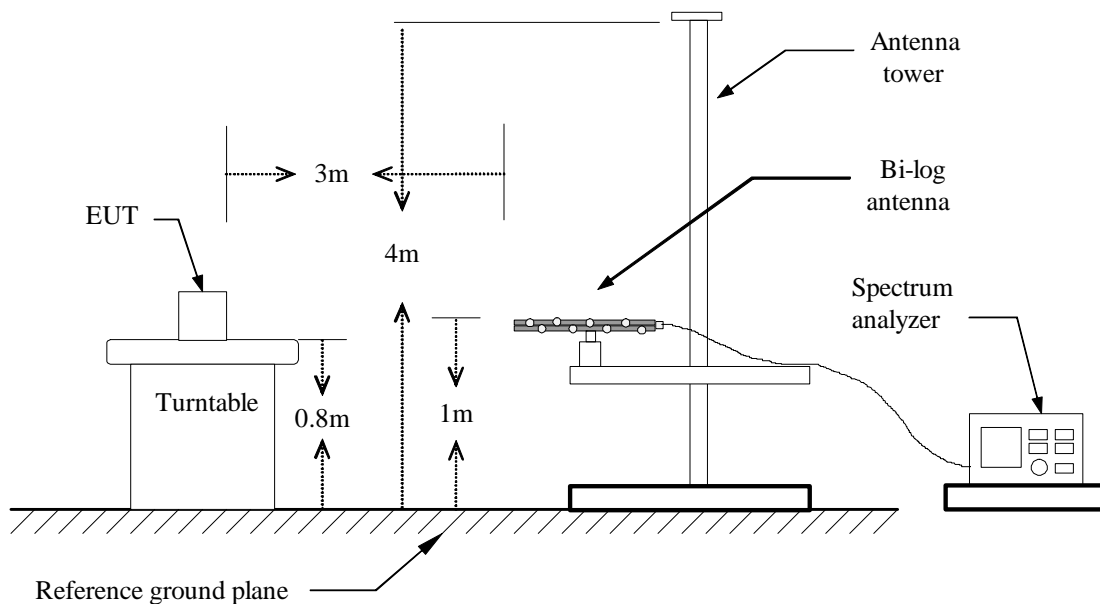 Antenna
tower
3m
Bi-log
antenna
EUT
4m
Spectrum
analyzer
Turntable
0.8m
1m
Reference ground plane